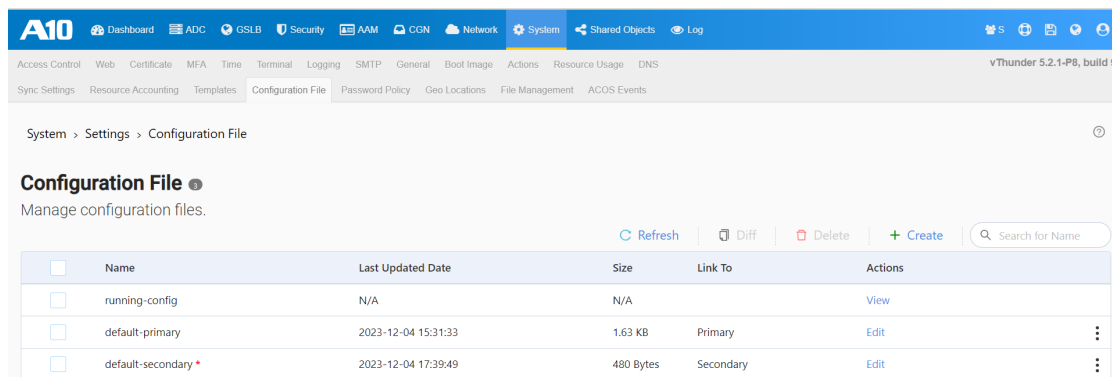 A10 Dashboard ADC GSLB Security AAM CGN Network System Shared Objects Log S
Access Control Web Certificate MFA Time Terminal Logging SMTP General Boot Image Actions Resource Usage DNS vThunder 5.2.1-P8, build
Sync Settings Resource Accounting Templates Configuration File Password Policy Geo Locations File Management ACOS Events
System > Settings > Configuration File
Configuration File 3
Manage configuration files.
Refresh Diff Delete + Create Search for Name
Name Last Updated Date Size Link To Actions
running-config N/A N/A View
default-primary 2023-12-04 15:31:33 1.63 KB Primary Edit
default-secondary * 2023-12-04 17:39:49 480 Bytes Secondary Edit